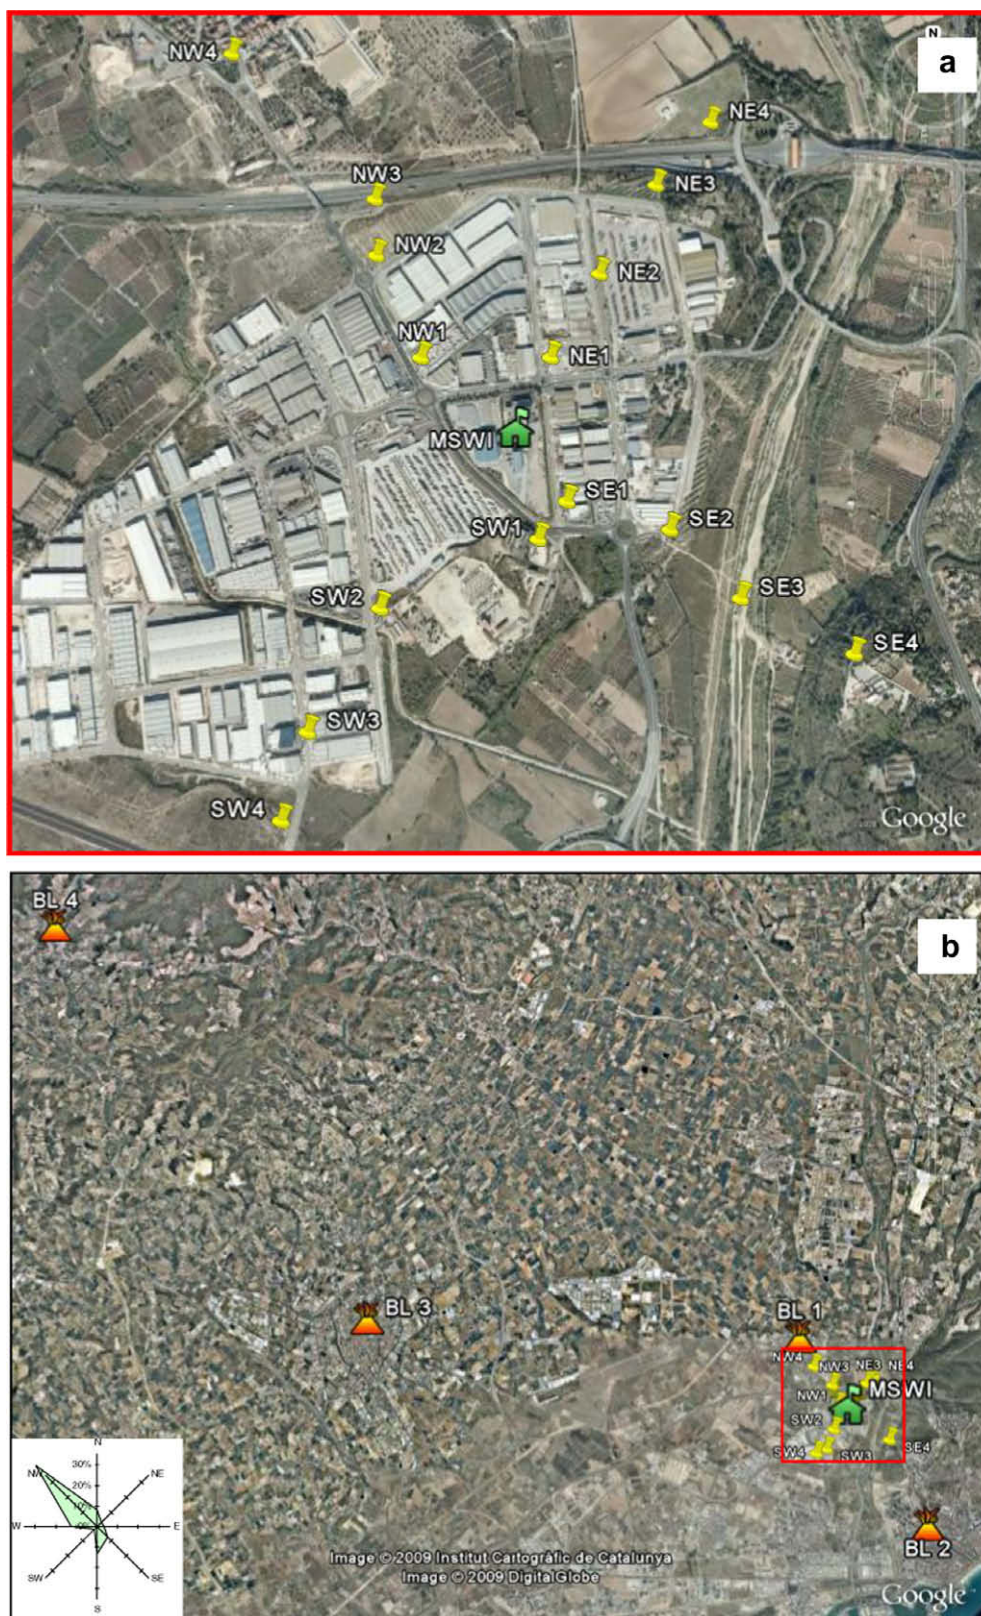 N
a
NW4
NE4
NW3
NE3
NW2
NE2
NW1
NE1
MSWI
SE1
SE2
SW1
SW2
SE3
SE4
SW3
SW4
Google
BL 4
b
BL 3
BL 1
NW4
NW3
NE3
NE4
NW1
MSWI
SW2
SW4
SW3
SE4
BL 2
N
30%
NW
NE
20%
10%
0%
W
E
SW
SE
S
Image © 2009 Institut Cartogràfic de Catalunya
Image © 2009 DigitalGlobe
Google